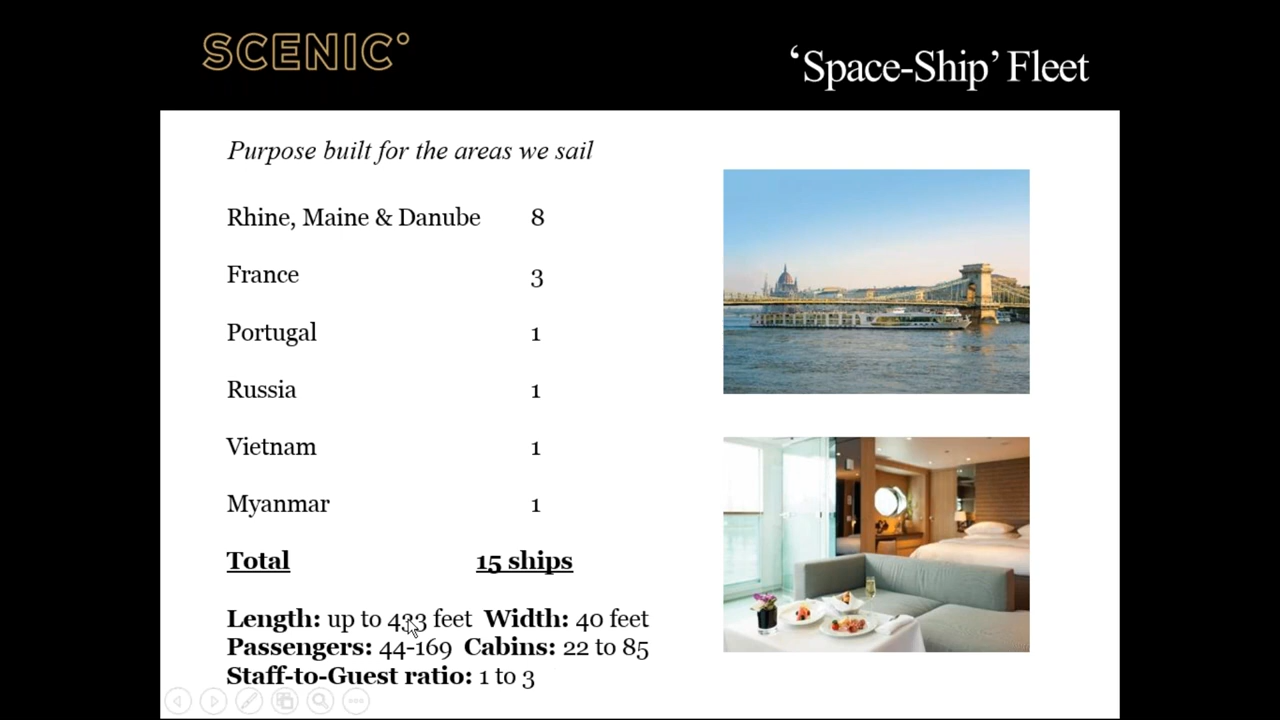 SCENIC°
‘Space-Ship’ Fleet
Purpose built for the areas we sail
Rhine, Maine & Danube 8
France 3
Portugal 1
Russia 1
Vietnam 1
Myanmar 1
Total 15 ships
Length: up to 433 feet Width: 40 feet
Passengers: 44-169 Cabins: 22 to 85
Staff-to-Guest ratio: 1 to 3